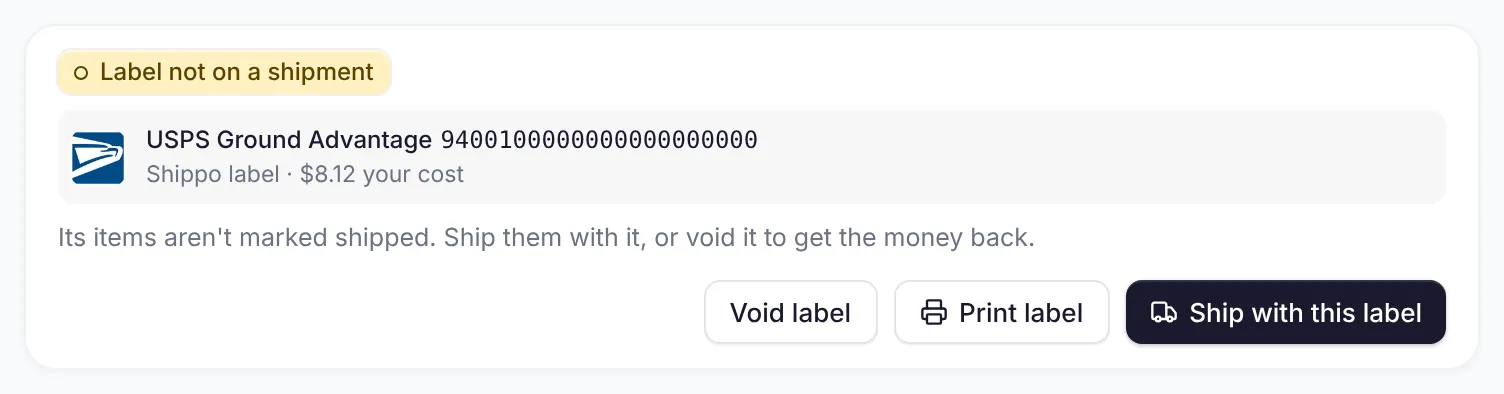 Label not on a shipment
USPS Ground Advantage 9400100000000000000000
Shippo label · $8.12 your cost
Its items aren't marked shipped. Ship them with it, or void it to get the money back.
Void label
Print label
Ship with this label